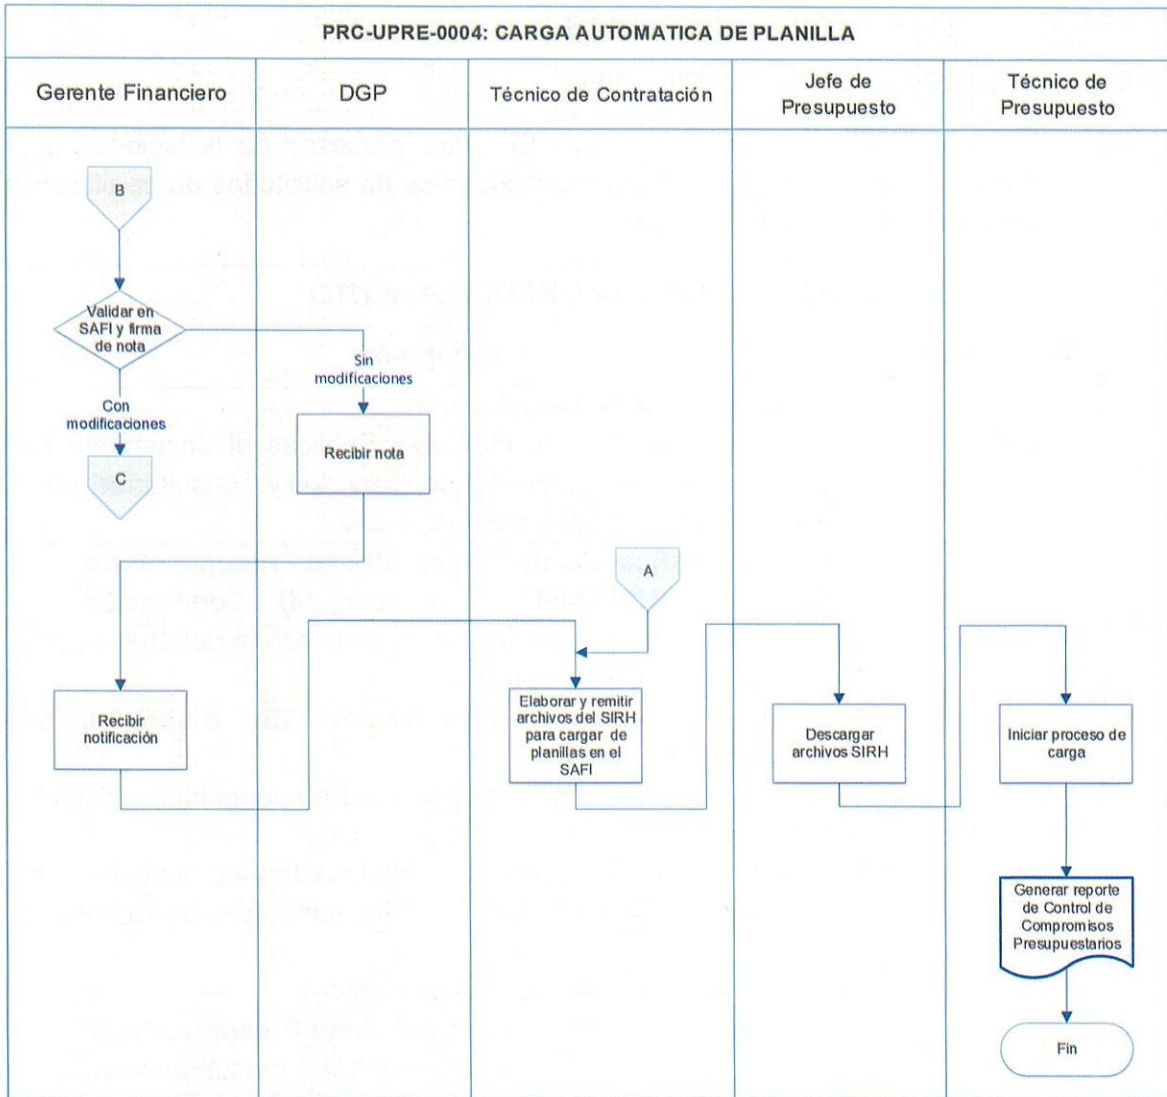 PRC-UPRE-0004: CARGA AUTOMATICA DE PLANILLA
Gerente Financiero
DGP
Técnico de Contratación
Jefe de
Presupuesto
Técnico de
Presupuesto
B
Validar en
SAFI y firma
de nota
Sin
modificaciones
Con
modificaciones
Recibir nota
C
A
Recibir
notificación
Elaborar y remitir
archivos del SIRH
para cargar de
planillas en el
SAFI
Descargar
archivos SIRH
Iniciar proceso de
carga
Generar reporte
de Control de
Compromisos
Presupuestarios
Fin